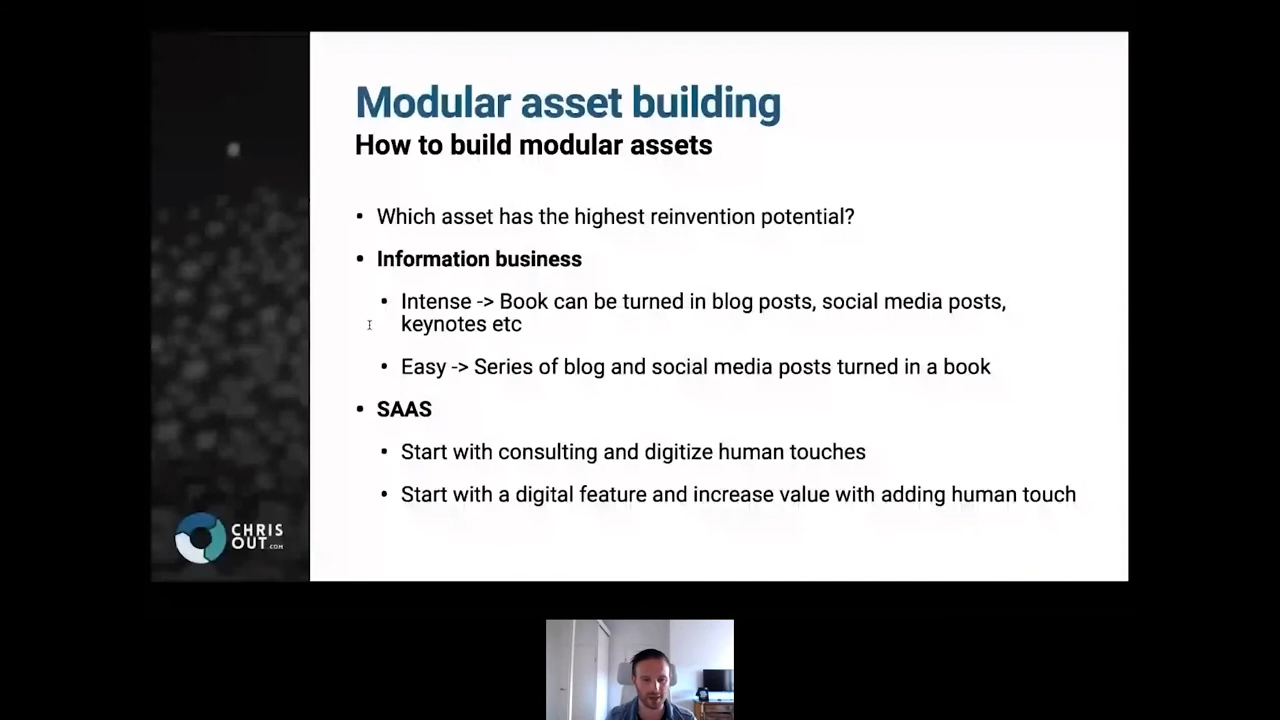 Modular asset building
How to build modular assets
• Which asset has the highest reinvention potential?
• Information business
• Intense -> Book can be turned in blog posts, social media posts,
keynotes etc
• Easy -> Series of blog and social media posts turned in a book
• SAAS
• Start with consulting and digitize human touches
• Start with a digital feature and increase value with adding human touch
CHRIS
OUT.COM